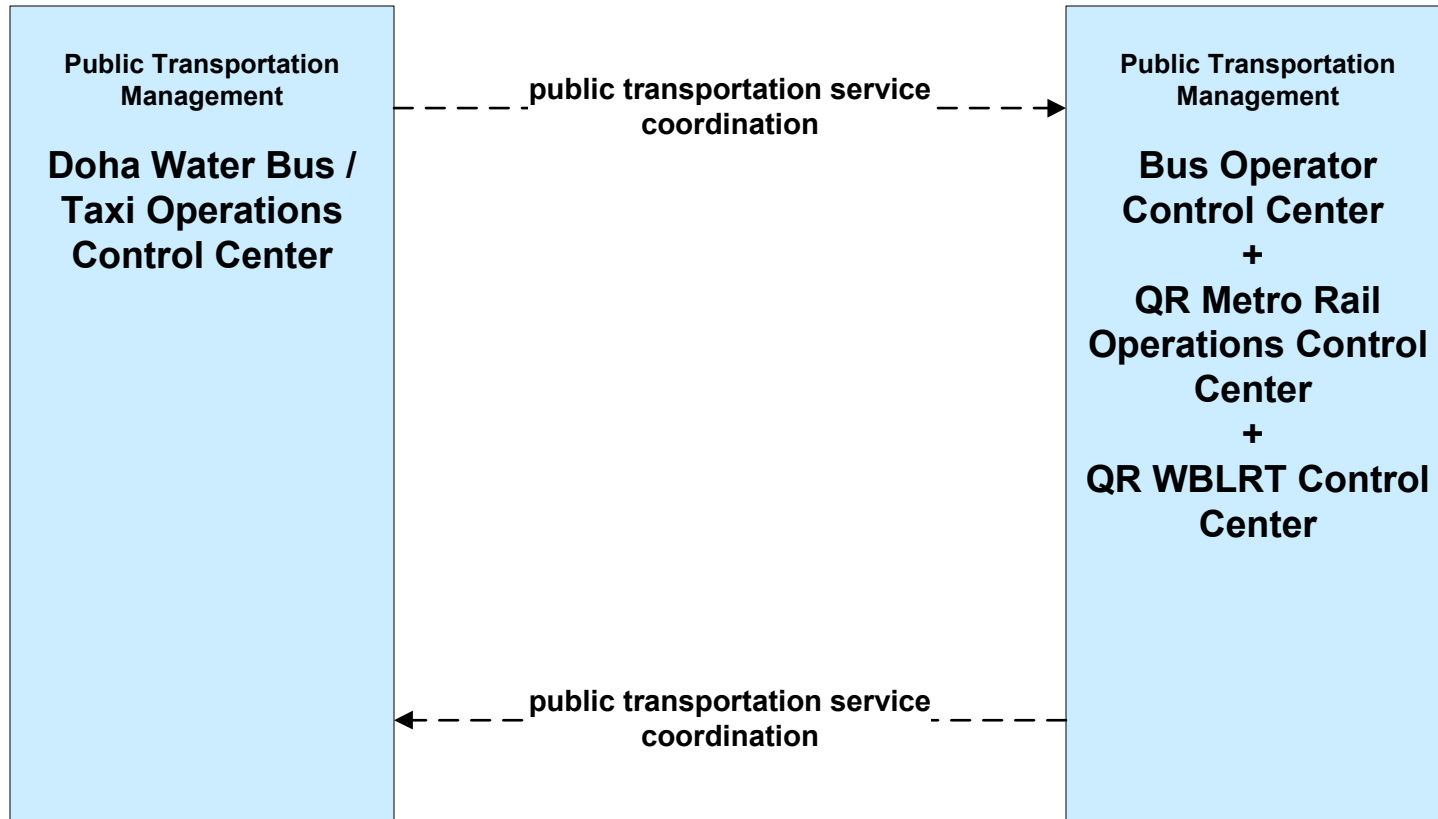 Public Transportation
Management
Doha Water Bus /
Taxi Operations
Control Center
public transportation service
coordination
Public Transportation
Management
Bus Operator
Control Center
+
QR Metro Rail
Operations Control
Center
+
QR WBLRT Control
Center
public transportation service
coordination